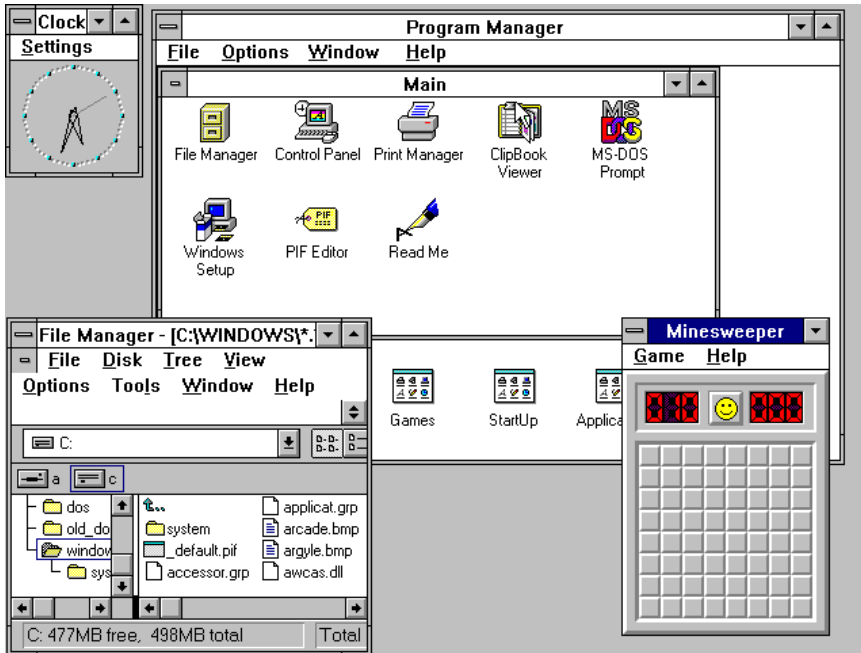 Clock
Settings
Program Manager
File Options Window Help
Main
File Manager
Control Panel
Print Manager
ClipBook
Viewer
MS-DOS
Prompt
MS
DOS
Windows
Setup
PIF
PIF Editor
Read Me
File Manager - [C:\WINDOWS\*.
File Disk Tree View
Options Tools Window Help
C:
a
c
dos
old_do
window
sys
system
_default.pif
accessor.grp
applicat.grp
arcade.bmp
argyle.bmp
awcas.dll
C: 477MB free, 498MB total
Total
Games
StartUp
Applica
Minesweeper
Game Help